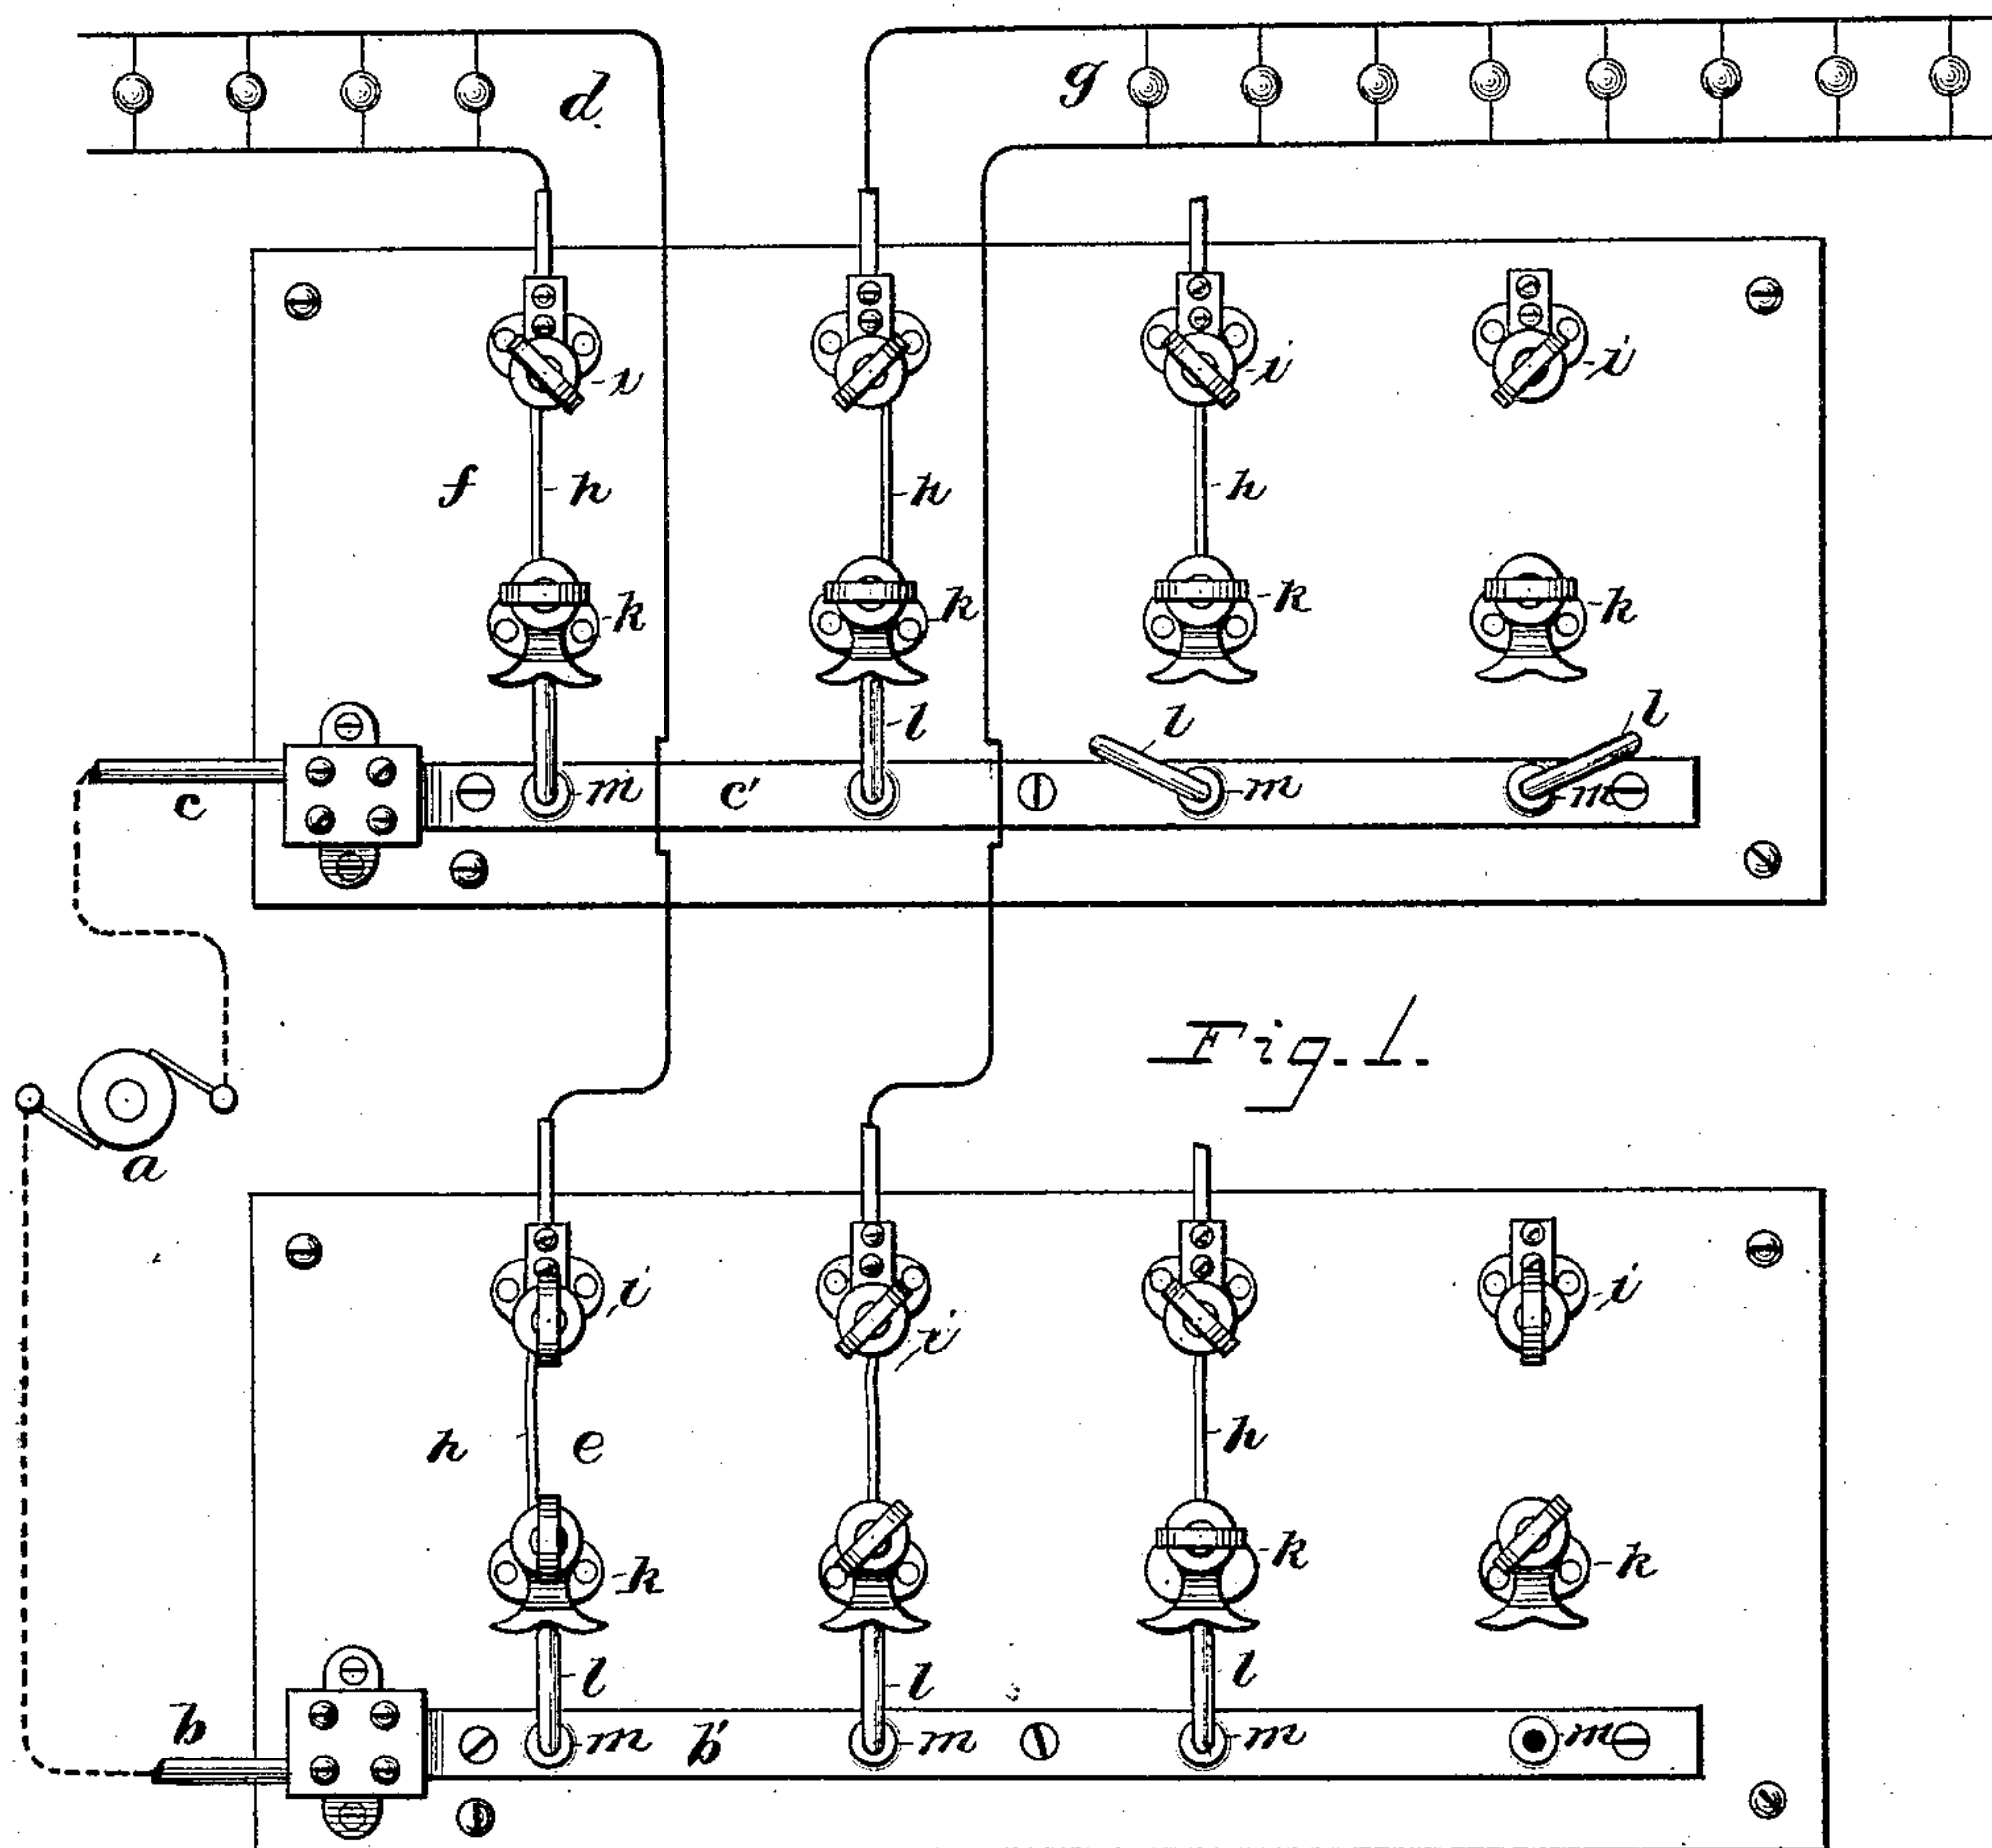 d. g
i i i
f h h h
k k k k
l l l
c m c' m m
Fig. 1.
a
i i i
h e h
k k k
b l l l
m b' m m m